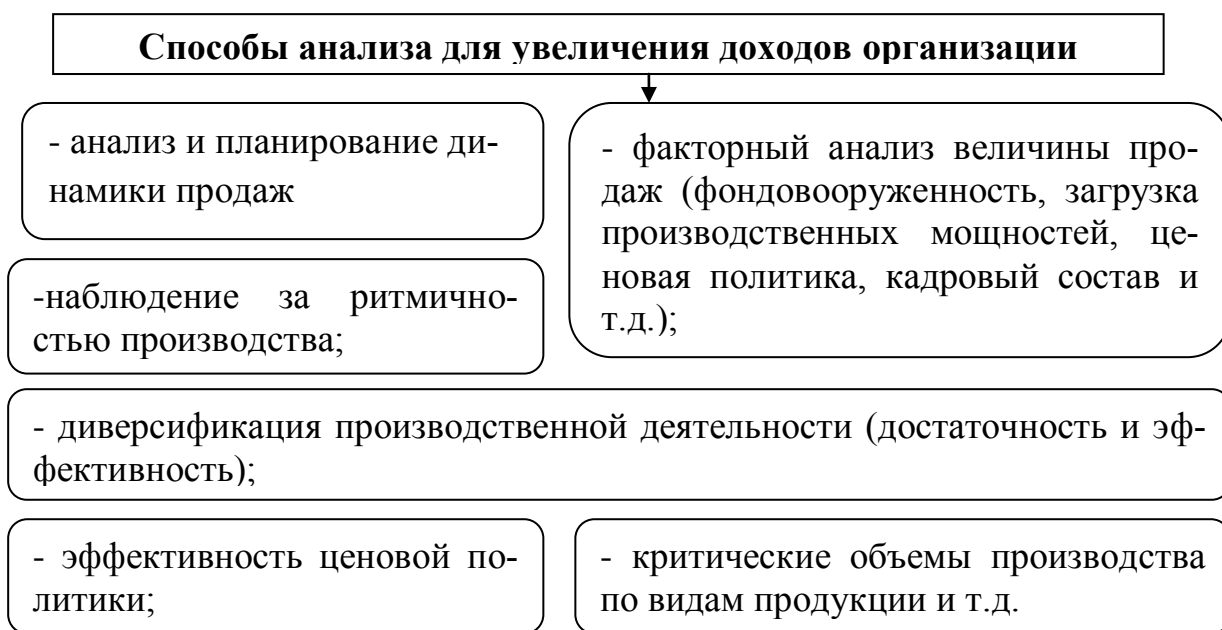 Способы анализа для увеличения доходов организации
- анализ и планирование ди-
намики продаж
- факторный анализ величины про-
даж (фондовооруженность, загрузка
производственных мощностей, це-
новая политика, кадровый состав и
т.д.);
-наблюдение за ритмично-
стью производства;
- диверсификация производственной деятельности (достаточность и эф-
фективность);
- эффективность ценовой по-
литики;
- критические объемы производства
по видам продукции и т.д.